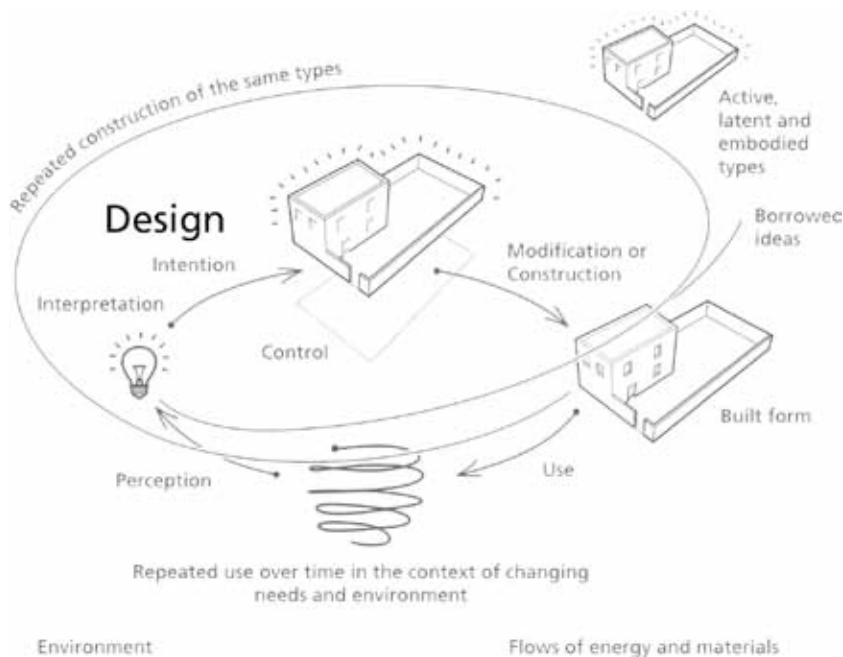 Repeated construction of the same types
Active,
latent and
embodied
types
Design
Borrowed
ideas
Intention
Modification or
Construction
Interpretation
Control
Built form
Perception
Use
Repeated use over time in the context of changing
needs and environment
Environment
Flows of energy and materials